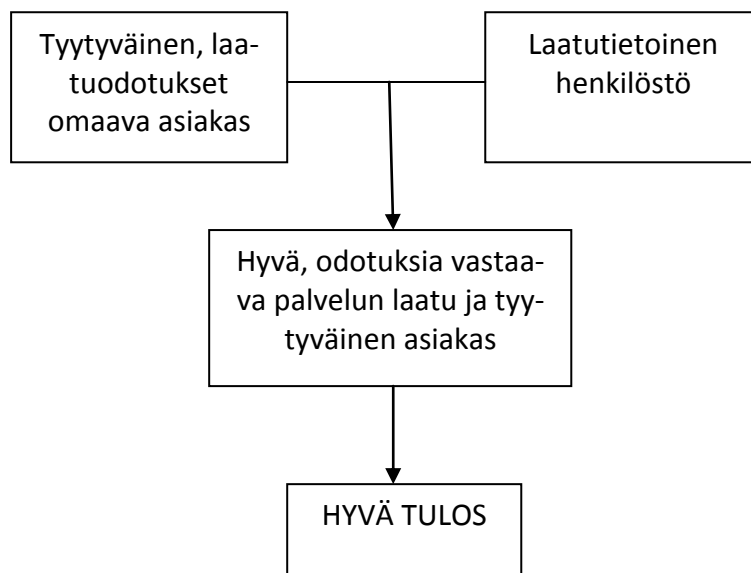 Tyytyväinen, laa-
tuodotukset
omaava asiakas
Laatutietoinen
henkilöstö
Hyvä, odotuksia vastaa-
va palvelun laatu ja tyy-
tyväinen asiakas
HYVÄ TULOS